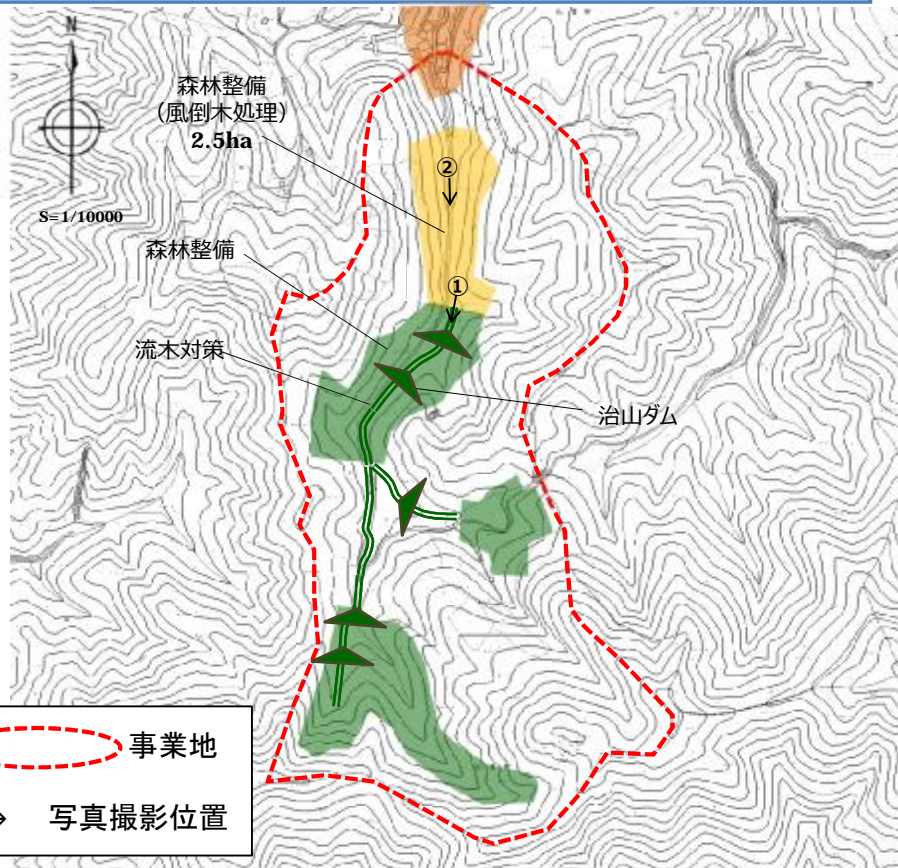 N
S=1/10000
森林整備
(風倒木処理)
2.5ha
②
①
森林整備
流木対策
治山ダム
事業地
写真撮影位置